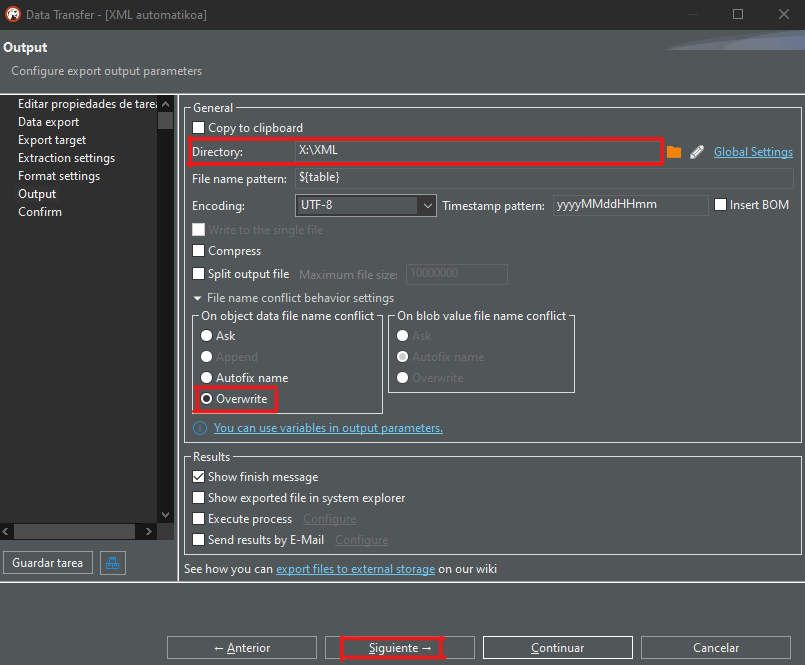 Data Transfer - [XML automatikoa]
Output
Configure export output parameters
Editar propiedades de tarea
Data export
Export target
Extraction settings
Format settings
Output
Confirm
Guardar tarea
General
Copy to clipboard
Directory: X:\XML Global Settings
File name pattern: ${table}
Encoding: UTF-8 Timestamp pattern: yyyyMMddHHmm Insert BOM
Write to the single file
Compress
Split output file Maximum file size: 10000000
File name conflict behavior settings
On object data file name conflict
Ask
Append
Autofix name
Overwrite
On blob value file name conflict
Ask
Autofix name
Overwrite
You can use variables in output parameters.
Results
Show finish message
Show exported file in system explorer
Execute process Configure
Send results by E-Mail Configure
See how you can export files to external storage on our wiki
← Anterior Siguiente → Continuar Cancelar